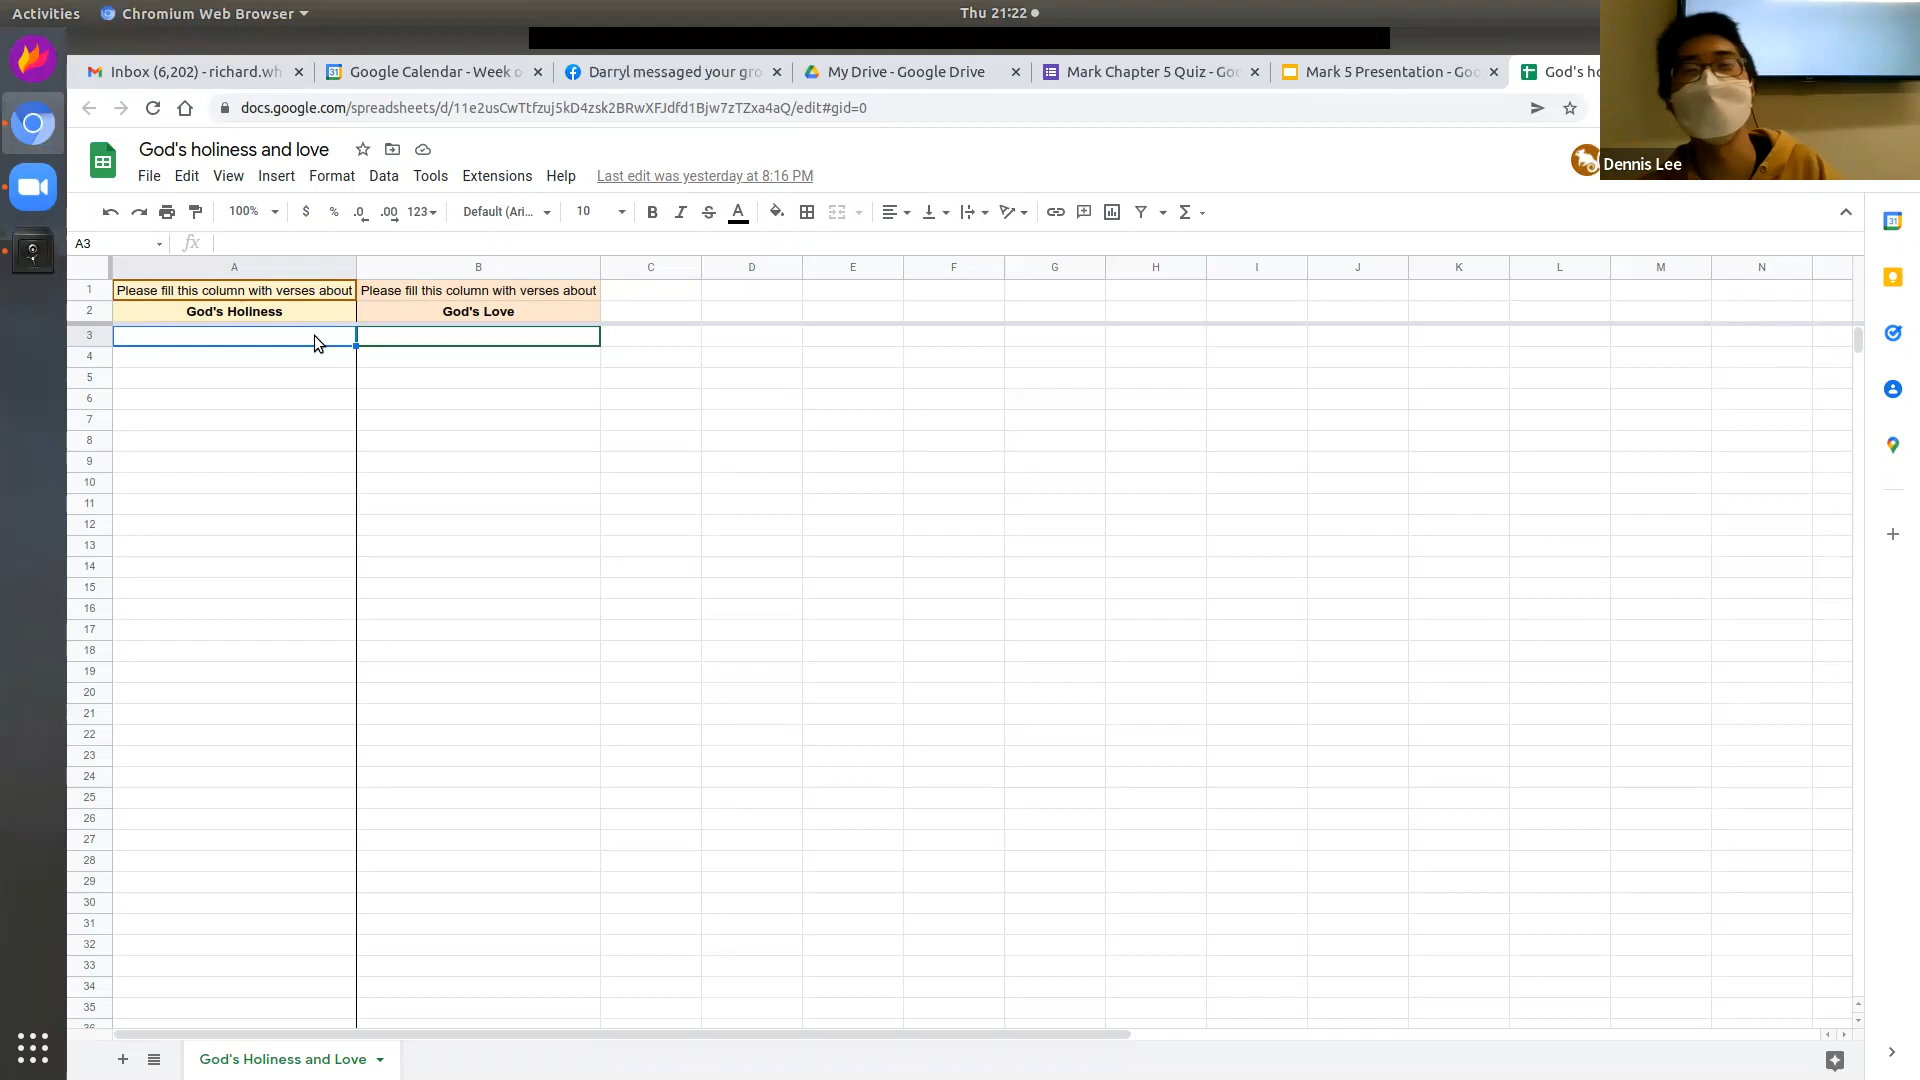 Activities
Chromium Web Browser
Thu 21:22
Inbox (6,202) - richard.wh
Google Calendar - Week o
Darryl messaged your gro
My Drive - Google Drive
Mark Chapter 5 Quiz - Goo
Mark 5 Presentation - Goo
God's ho
docs.google.com/spreadsheets/d/11e2usCwTtfzuj5kD4zsk2BRwXFJdfd1Bjw7zTZxa4aQ/edit#gid=0
God's holiness and love
Dennis Lee
File Edit View Insert Format Data Tools Extensions Help Last edit was yesterday at 8:16 PM
100% $ % .0 .00 123 Default (Ari... 10 B I S A Σ
A3 fx
A B C D E F G H I J K L M N
1 Please fill this column with verses about Please fill this column with verses about
2 God's Holiness God's Love
3
4
5
6
7
8
9
10
11
12
13
14
15
16
17
18
19
20
21
22
23
24
25
26
27
28
29
30
31
32
33
34
35
36
God's Holiness and Love